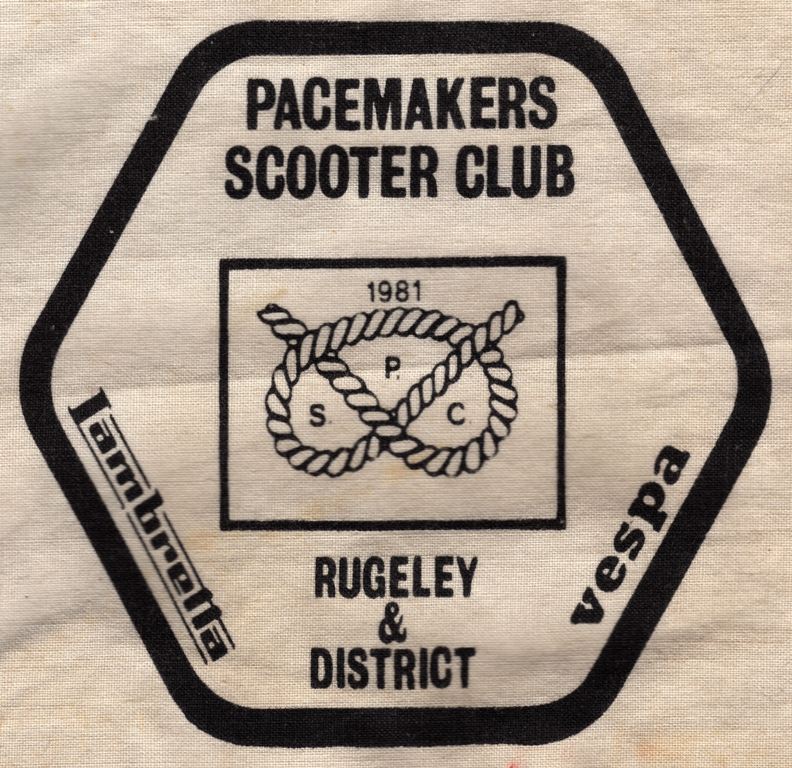 PACEMAKERS
SCOOTER CLUB
1981
P.
S. C
lambretta
vespa
RUGELEY
&
DISTRICT